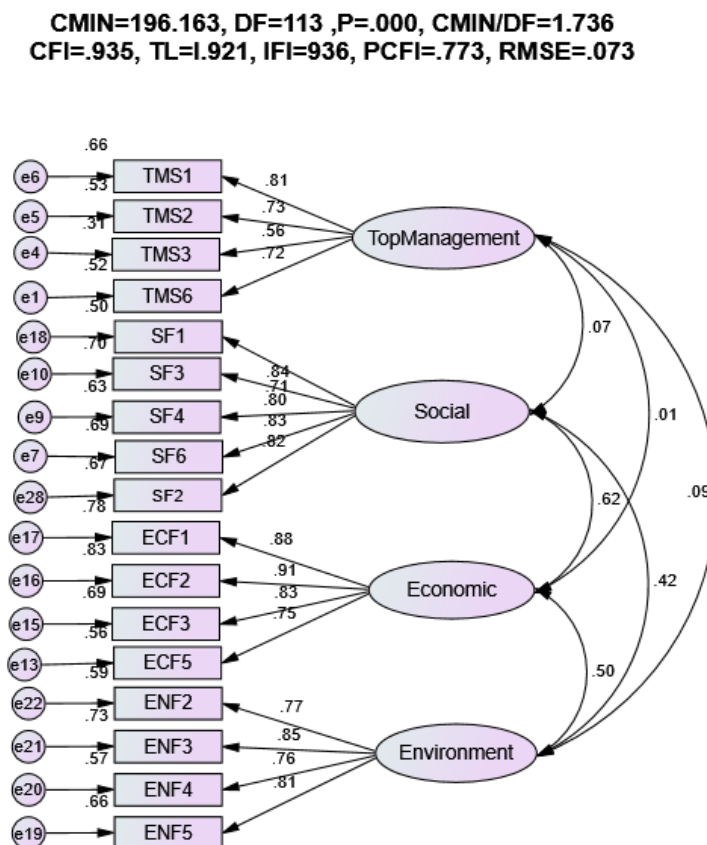 CMIN=196.163, DF=113 ,P=.000, CMIN/DF=1.736
CFI=.935, TL=I.921, IFI=936, PCFI=.773, RMSE=.073
.66
e6 TMS1 .81
.53
e5 TMS2 .73
.31
e4 TMS3 .56
.52
e1 TMS6 .72
.50
e18 SF1 .84
.70
e10 SF3 .71
.63
e9 SF4 .80
.69
e7 SF6 .83
.67
e28 SF2 .82
.78
e17 ECF1 .88
.83
e16 ECF2 .91
.69
e15 ECF3 .83
.56
e13 ECF5 .75
.59
e22 ENF2 .77
.73
e21 ENF3 .85
.57
e20 ENF4 .76
.66
e19 ENF5 .81
TopManagement
Social
Economic
Environment
.07
.01
.09
.62
.42
.50